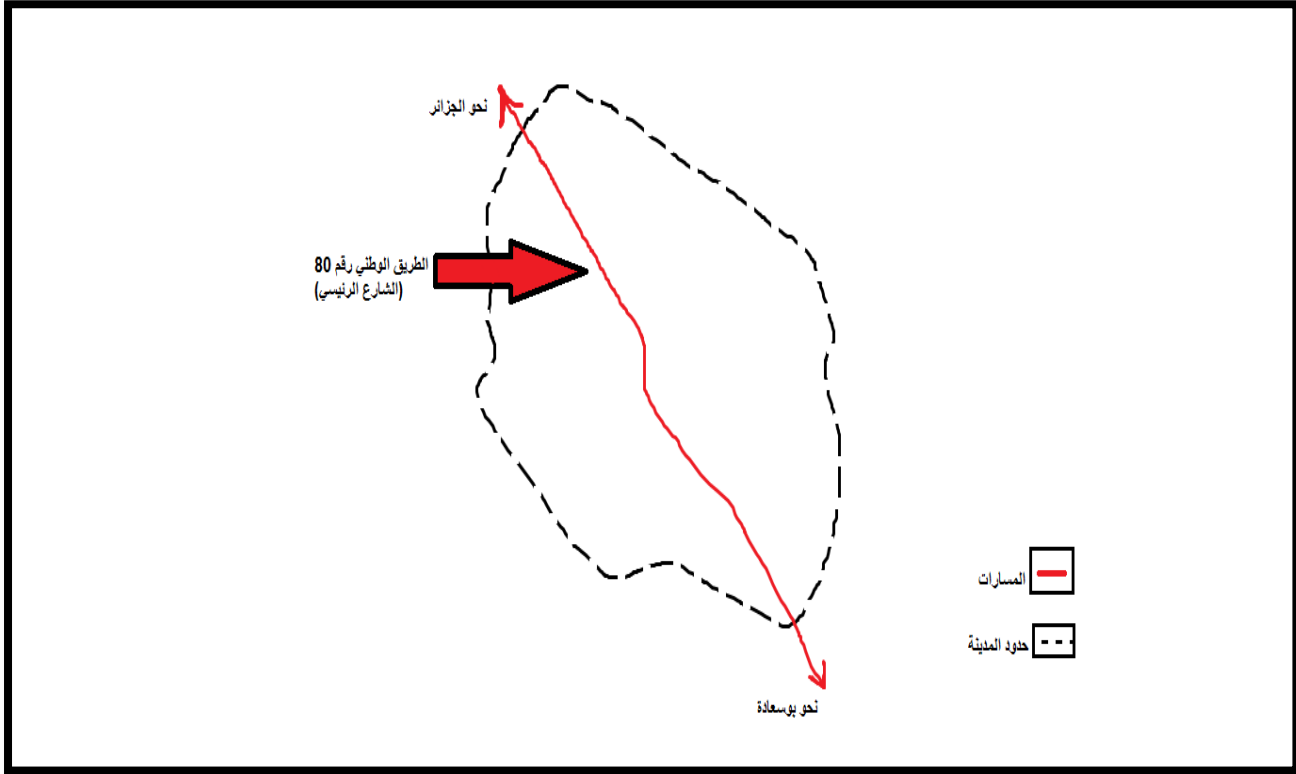 نحو الجزائر
الطريق الوطني رقم 80
(الشارع الرئيسي)
المسارات
حدود المدينة
نحو بوسعادة